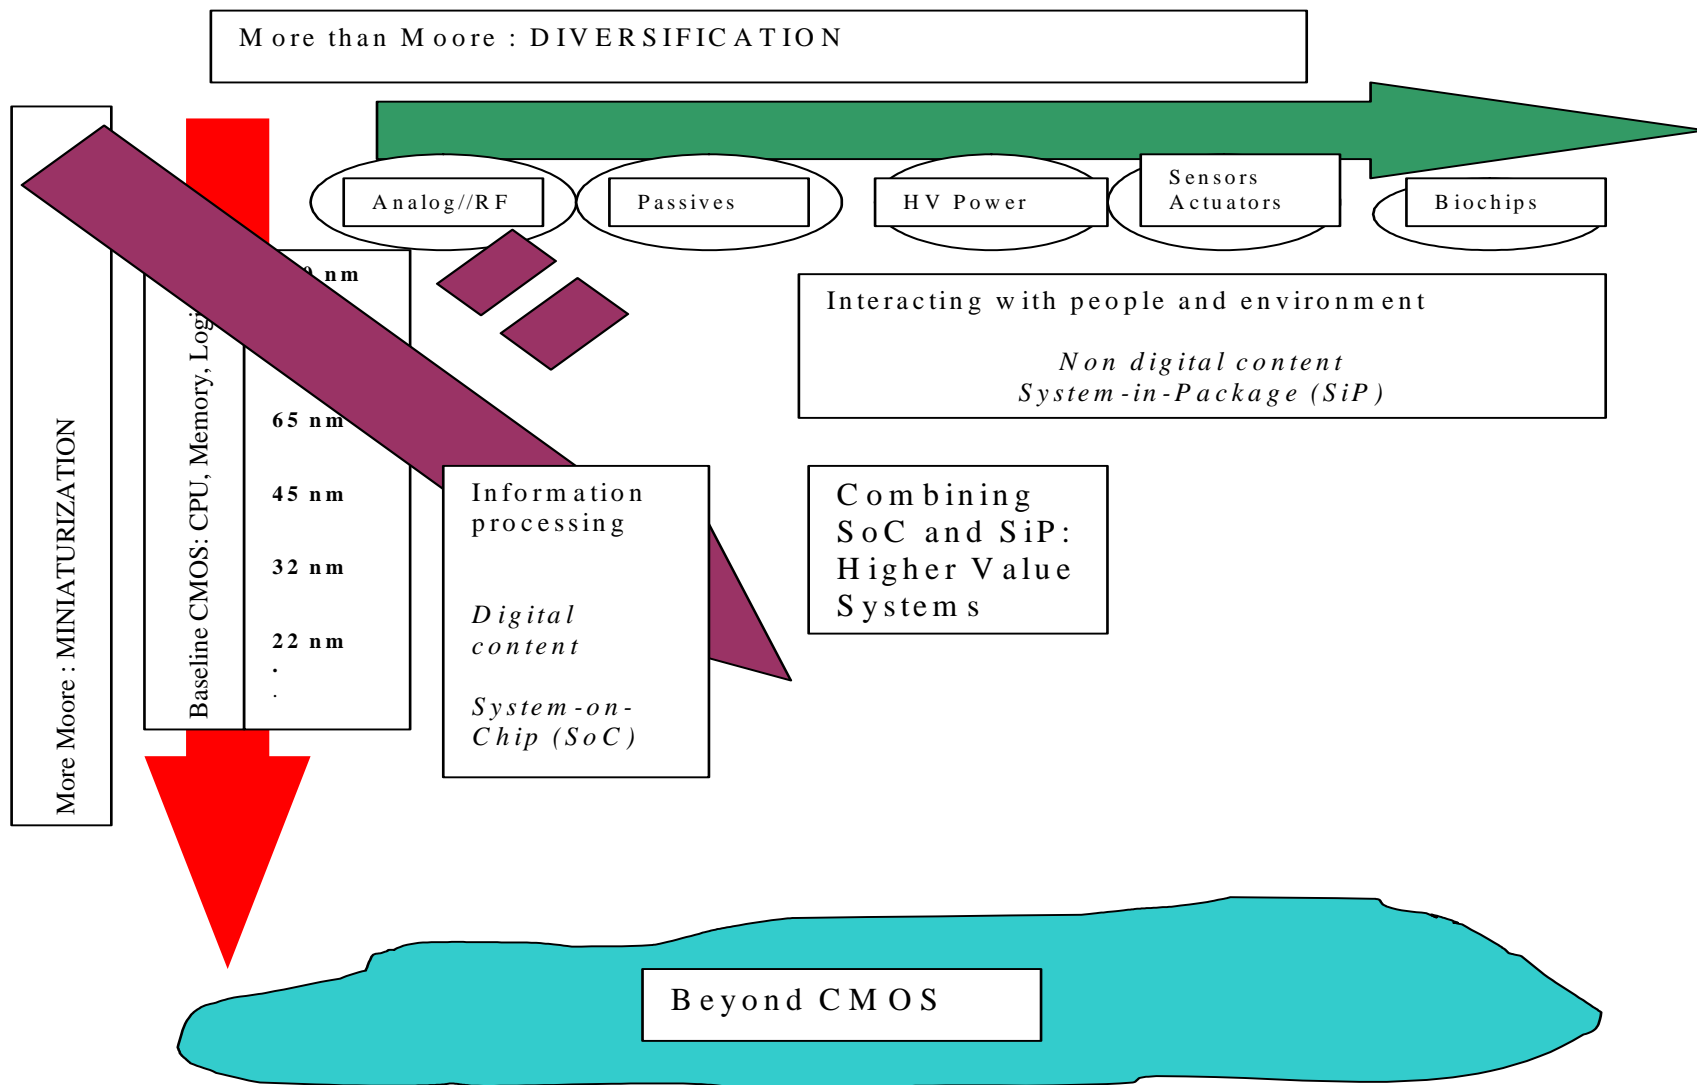 More than Moore : DIVERSIFICATION
Analog//RF
Passives
HV Power
Sensors
Actuators
Biochips
More Moore : MINIATURIZATION
Baseline CMOS: CPU, Memory,
nm
65 nm
45 nm
32 nm
22 nm
.
.
Interacting with people and environment
Non digital content
System-in-Package (SiP)
Information
processing
Digital
content
System-on-
Chip (SoC)
Combining
SoC and SiP:
Higher Value
Systems
Beyond CMOS